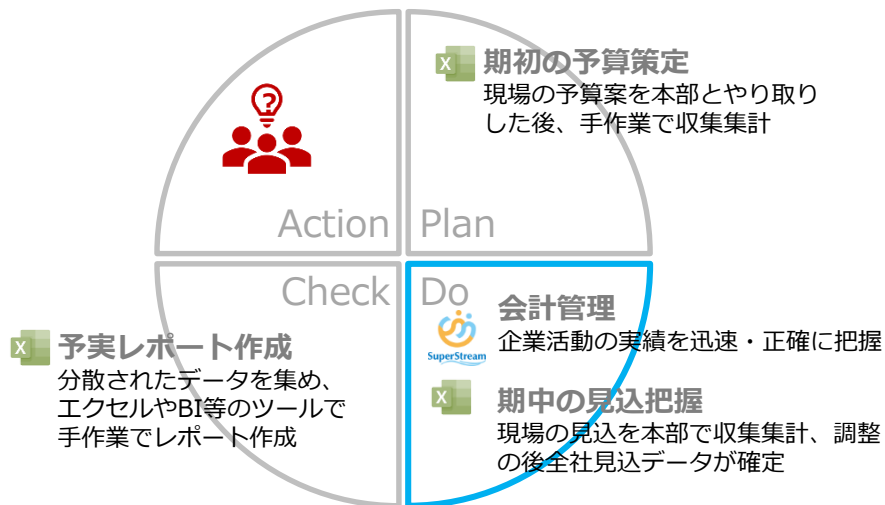 期初の予算策定
現場の予算案を本部とやり取り
した後、手作業で収集集計
Action
Plan
Check
Do
会計管理
SuperStream
企業活動の実績を迅速・正確に把握
予実レポート作成
分散されたデータを集め、
エクセルやBI等のツールで
手作業でレポート作成
期中の見込把握
現場の見込を本部で収集集計、調整
の後全社見込データが確定